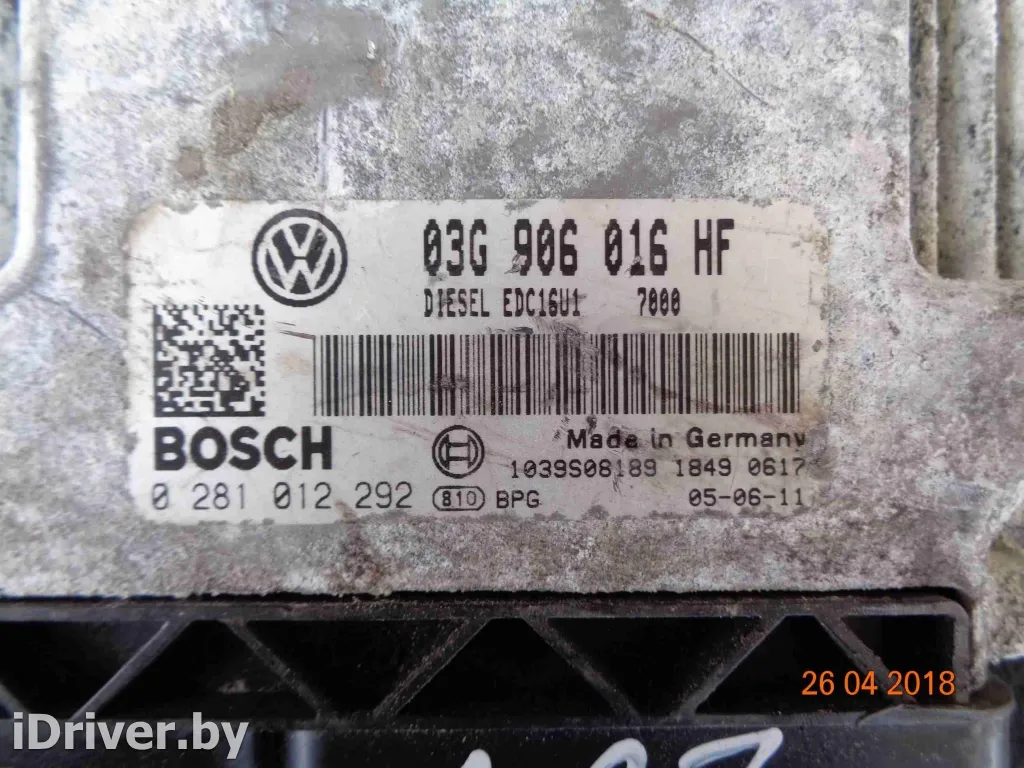 03G 906 016 HF
DIESEL EDC16U1 7000
BOSCH
Made in Germany
1039S08189 1849 0617
0 281 012 292 810 BPG 05-06-11
26 04 2018
iDriver.by